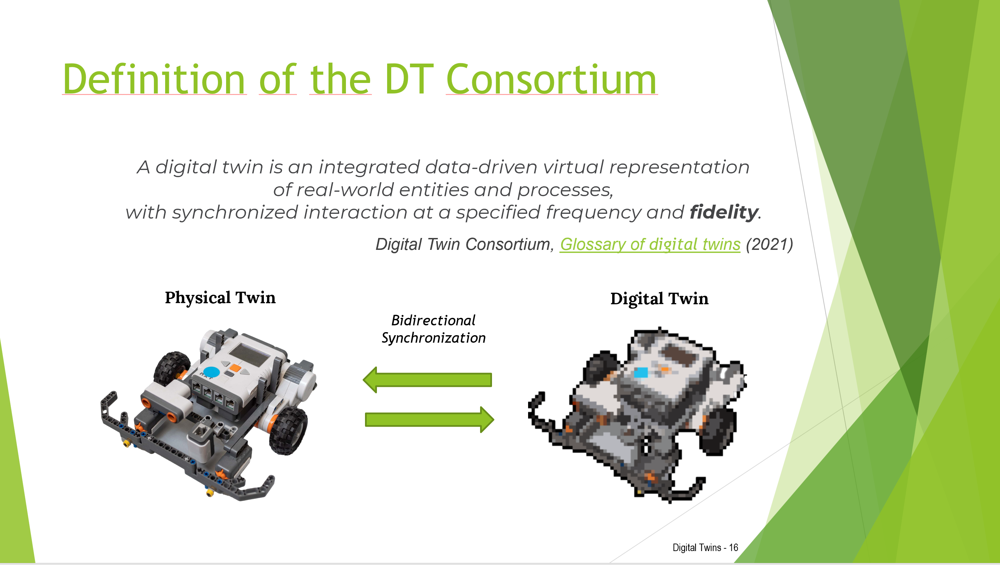 Definition of the DT Consortium
A digital twin is an integrated data-driven virtual representation
of real-world entities and processes,
with synchronized interaction at a specified frequency and fidelity.
Digital Twin Consortium, Glossary of digital twins (2021)
Physical Twin
Digital Twin
Bidirectional
Synchronization
Digital Twins - 16